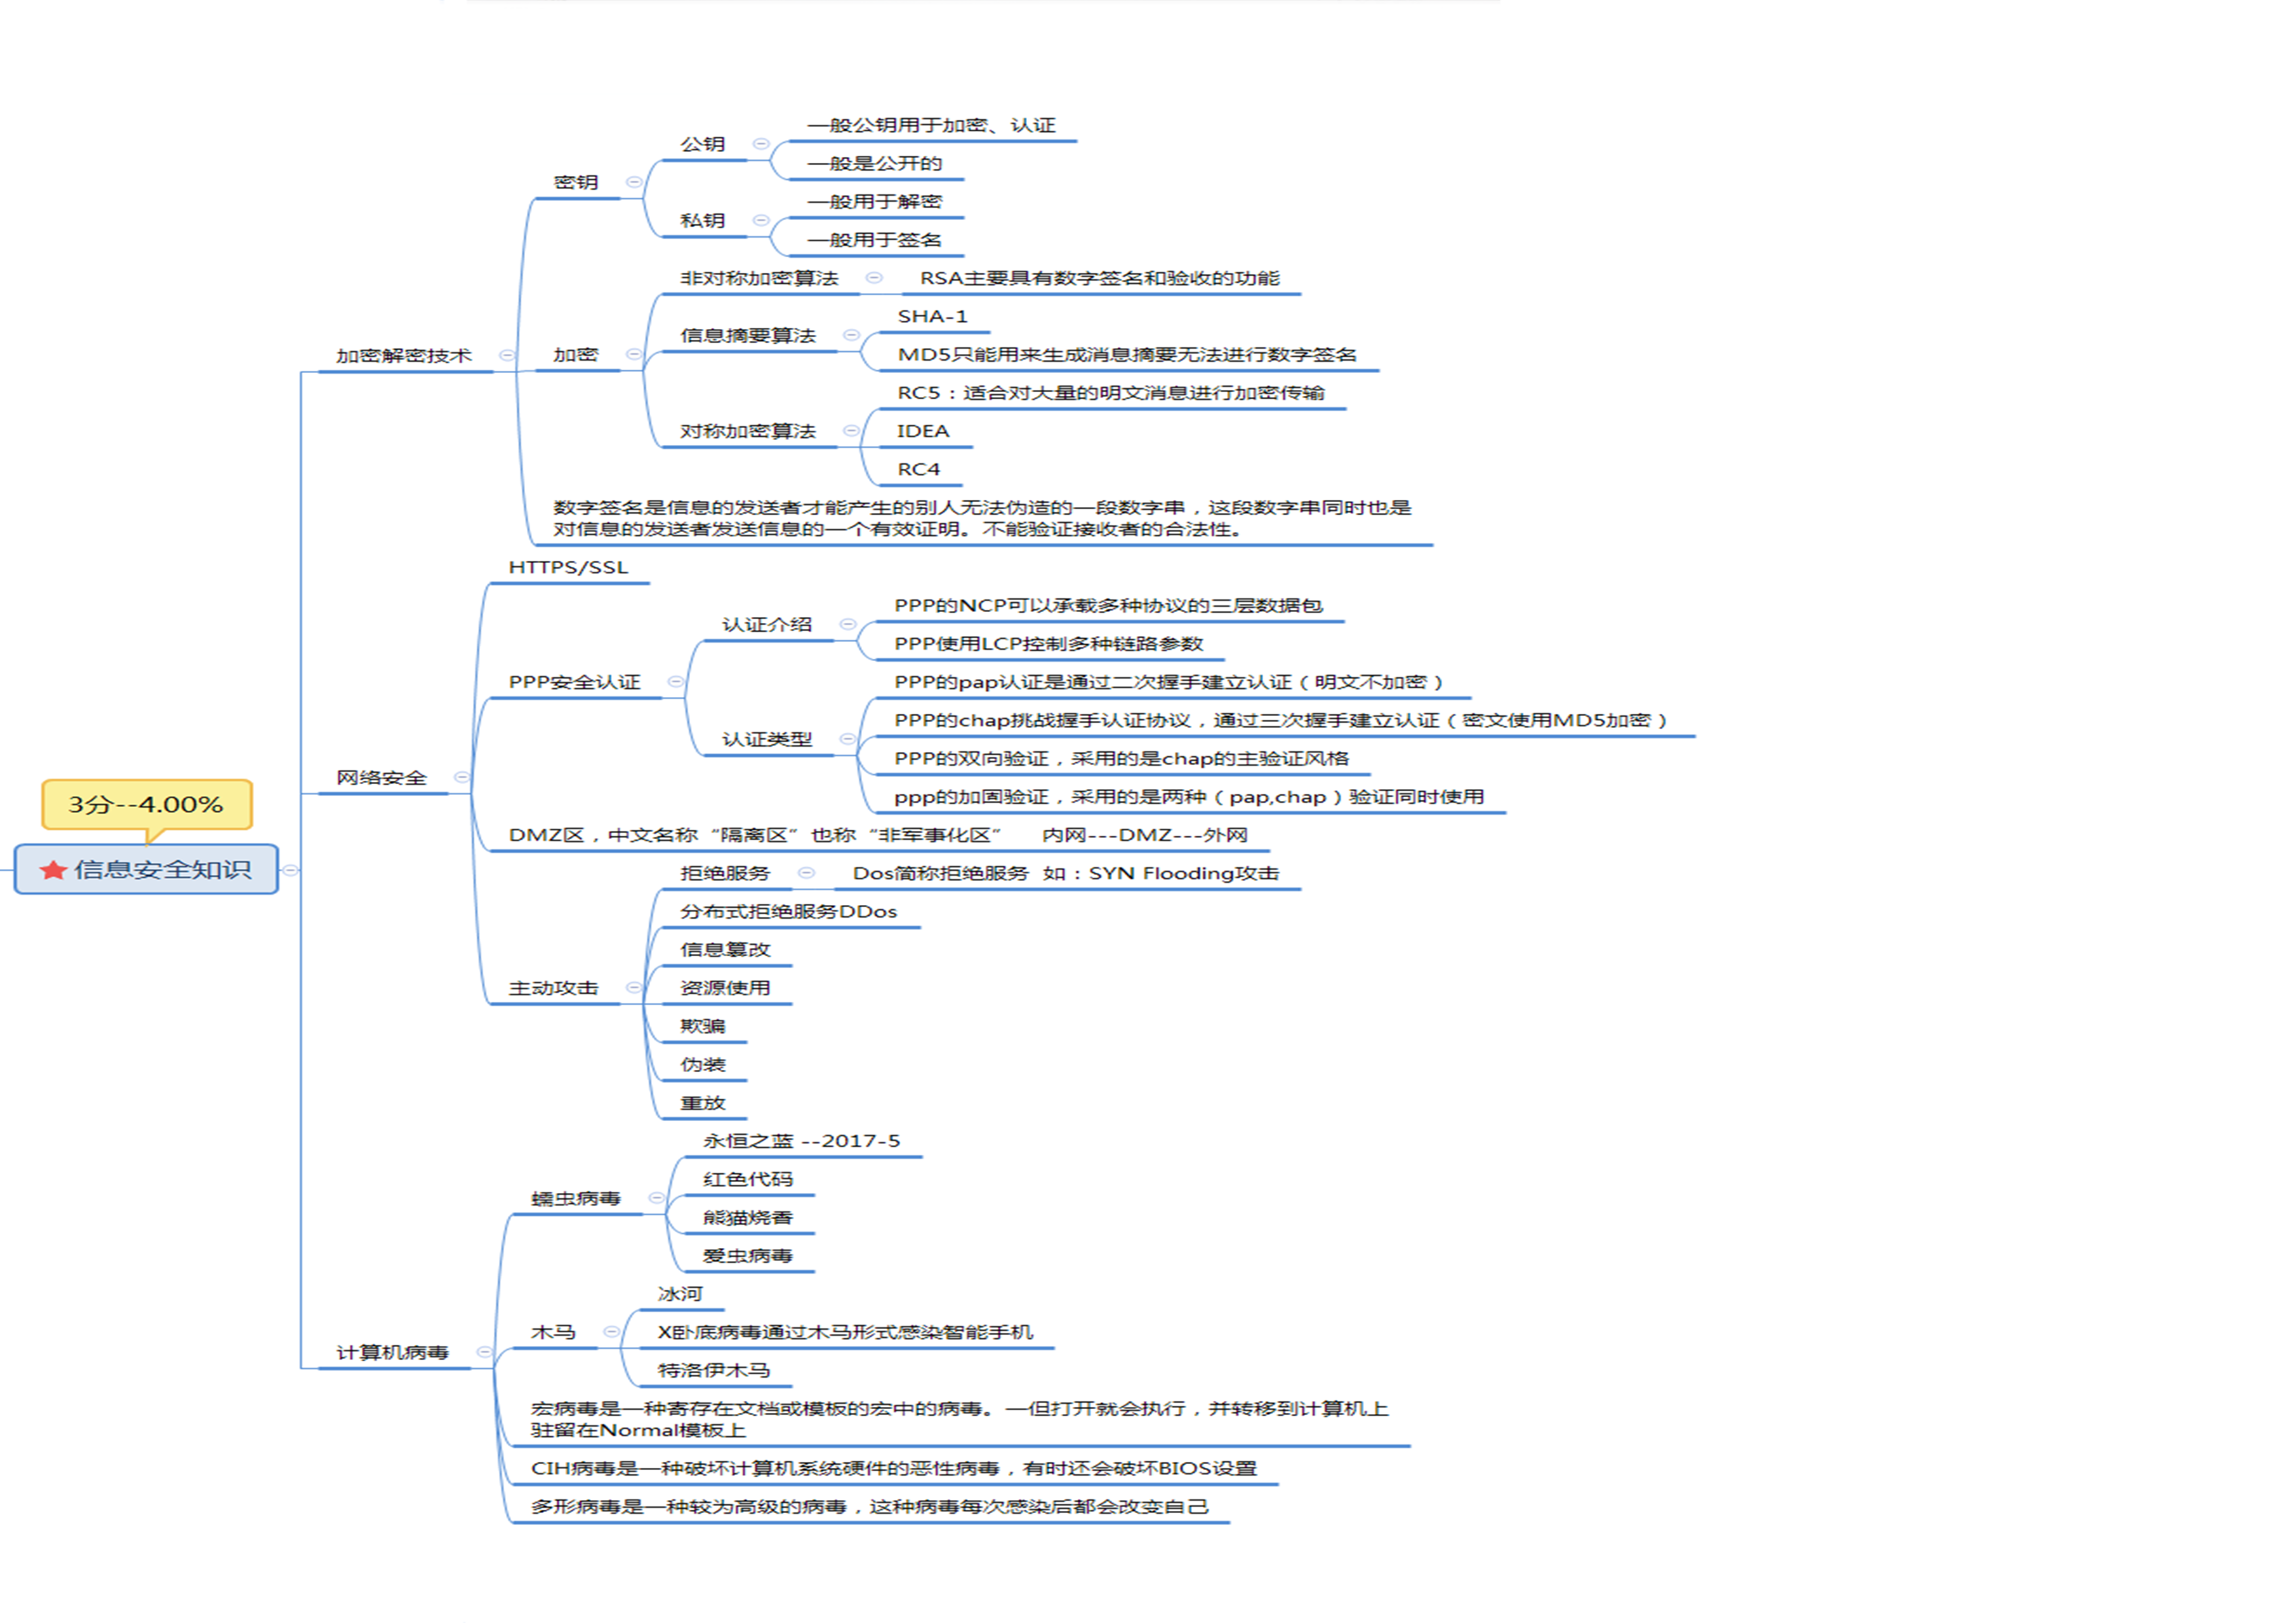 一般公钥用于加密、认证
公钥
一般是公开的
密钥
一般用于解密
私钥
一般用于签名
非对称加密算法
RSA主要具有数字签名和验收的功能
SHA-1
信息摘要算法
MD5只能用来生成消息摘要无法进行数字签名
加密解密技术
加密
RC5：适合对大量的明文消息进行加密传输
对称加密算法
IDEA
RC4
数字签名是信息的发送者才能产生的别人无法伪造的一段数字串，这段数字串同时也是
对信息的发送者发送信息的一个有效证明。不能验证接收者的合法性。
HTTPS/SSL
PPP的NCP可以承载多种协议的三层数据包
认证介绍
PPP使用LCP控制多种链路参数
PPP安全认证
PPP的pap认证是通过二次握手建立认证（明文不加密）
PPP的chap挑战握手认证协议，通过三次握手建立认证（密文使用MD5加密）
认证类型
PPP的双向验证，采用的是chap的主验证风格
ppp的加固验证，采用的是两种（pap,chap）验证同时使用
网络安全
3分--4.00%
DMZ区，中文名称“隔离区”也称“非军事化区” 内网---DMZ---外网
信息安全知识
拒绝服务
Dos简称拒绝服务 如：SYN Flooding攻击
分布式拒绝服务DDos
信息篡改
主动攻击
资源使用
欺骗
伪装
重放
永恒之蓝 --2017-5
红色代码
蠕虫病毒
熊猫烧香
爱虫病毒
冰河
木马
X卧底病毒通过木马形式感染智能手机
计算机病毒
特洛伊木马
宏病毒是一种寄存在文档或模板的宏中的病毒。一但打开就会执行，并转移到计算机上
驻留在Normal模板上
CIH病毒是一种破坏计算机系统硬件的恶性病毒，有时还会破坏BIOS设置
多形病毒是一种较为高级的病毒，这种病毒每次感染后都会改变自己